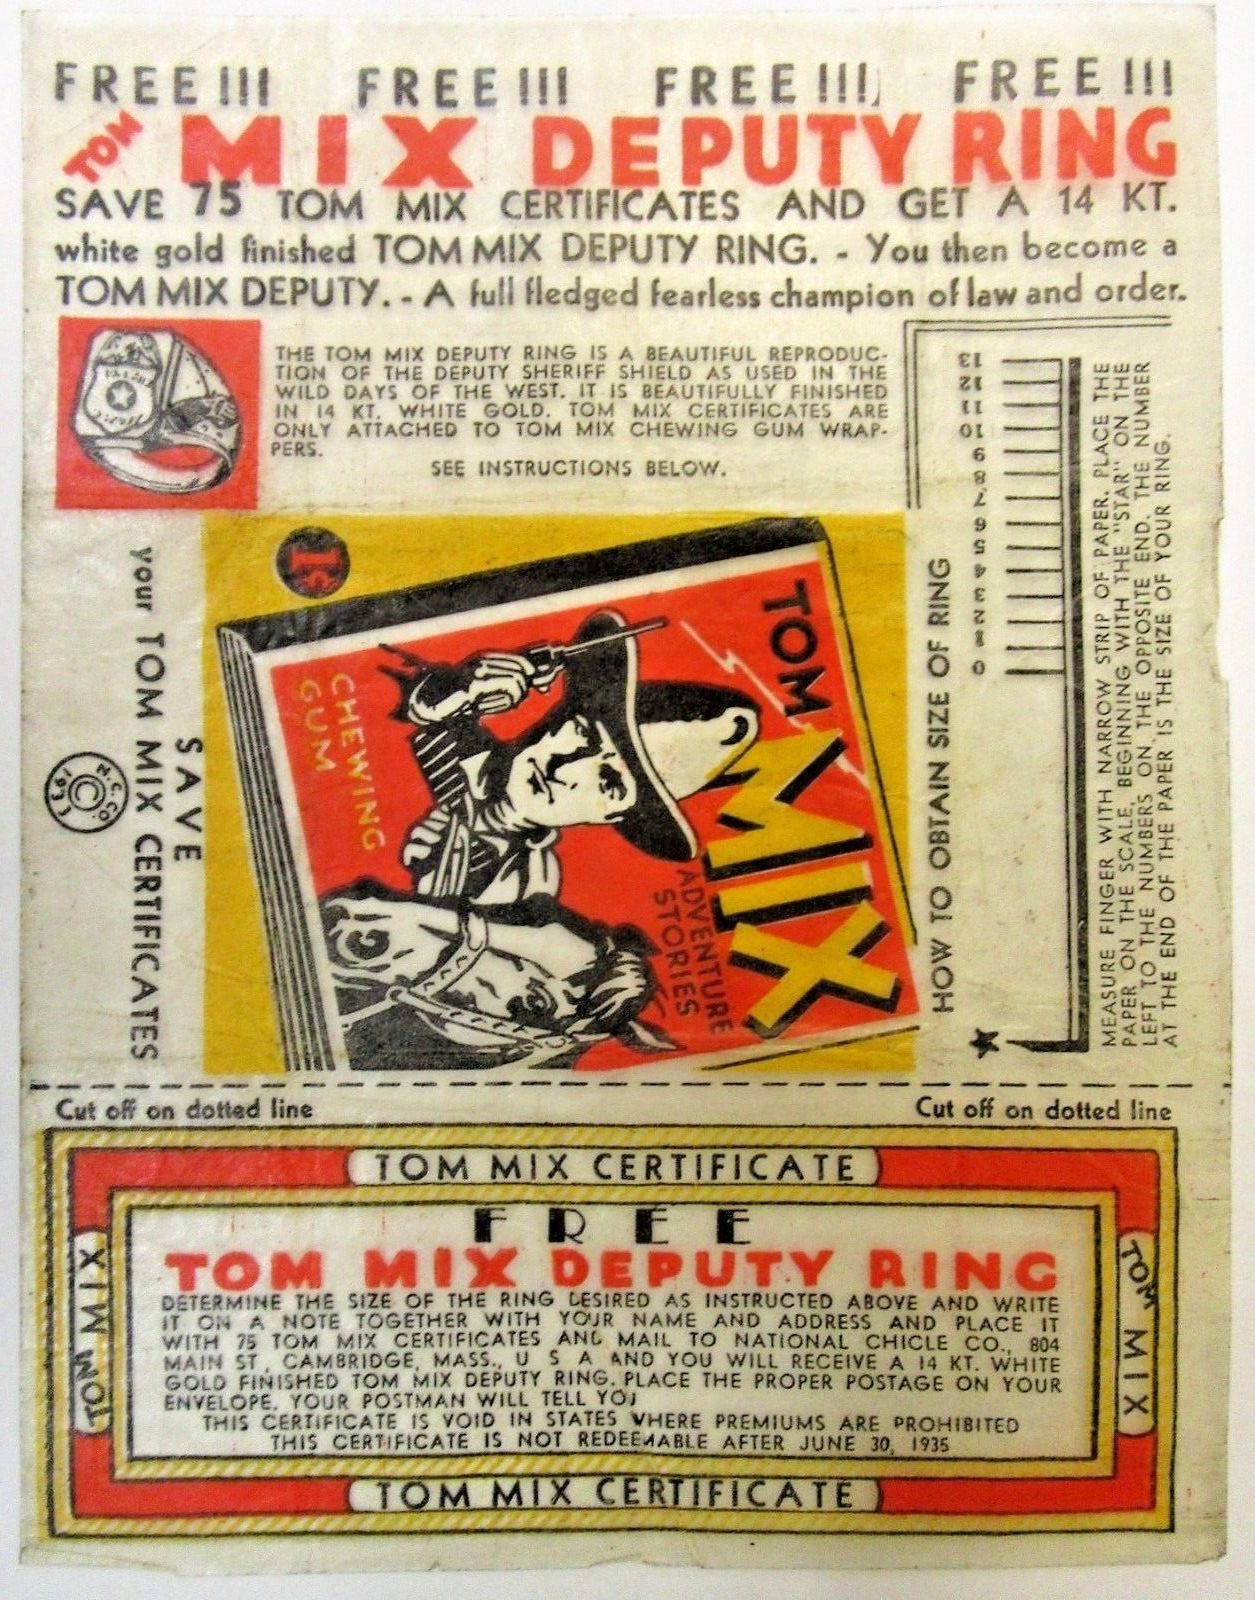 FREE!!! FREE!!! FREE!!! FREE!!!
TOM MIX DEPUTY RING
SAVE 75 TOM MIX CERTIFICATES AND GET A 14 KT.
white gold finished TOM MIX DEPUTY RING. - You then become a
TOM MIX DEPUTY. - A full fledged fearless champion of law and order.
THE TOM MIX DEPUTY RING IS A BEAUTIFUL REPRODUC-
TION OF THE DEPUTY SHERIFF SHIELD AS USED IN THE
WILD DAYS OF THE WEST. IT IS BEAUTIFULLY FINISHED
IN 14 KT. WHITE GOLD. TOM MIX CERTIFICATES ARE
ONLY ATTACHED TO TOM MIX CHEWING GUM WRAP-
PERS.
SEE INSTRUCTIONS BELOW.
SAVE
your TOM MIX CERTIFICATES
N.C.CO.
1933
©
1¢
TOM
MIX
ADVENTURE
STORIES
CHEWING
GUM
HOW TO OBTAIN SIZE OF RING
13
12
11
10
9
8
7
6
5
4
3
2
1
0
MEASURE FINGER WITH NARROW STRIP OF PAPER. PLACE THE
PAPER ON THE SCALE, BEGINNING WITH THE "STAR" ON THE
LEFT TO THE NUMBERS ON THE OPPOSITE END. THE NUMBER
AT THE END OF THE PAPER IS THE SIZE OF YOUR RING.
Cut off on dotted line Cut off on dotted line
TOM MIX CERTIFICATE
TOM MIX
TOM MIX
FREE
TOM MIX DEPUTY RING
DETERMINE THE SIZE OF THE RING DESIRED AS INSTRUCTED ABOVE AND WRITE
IT ON A NOTE TOGETHER WITH YOUR NAME AND ADDRESS AND PLACE IT
WITH 75 TOM MIX CERTIFICATES AND MAIL TO NATIONAL CHICLE CO., 804
MAIN ST., CAMBRIDGE, MASS., U S A AND YOU WILL RECEIVE A 14 KT. WHITE
GOLD FINISHED TOM MIX DEPUTY RING. PLACE THE PROPER POSTAGE ON YOUR
ENVELOPE. YOUR POSTMAN WILL TELL YOU
THIS CERTIFICATE IS VOID IN STATES WHERE PREMIUMS ARE PROHIBITED
THIS CERTIFICATE IS NOT REDEEMABLE AFTER JUNE 30, 1935
TOM MIX CERTIFICATE